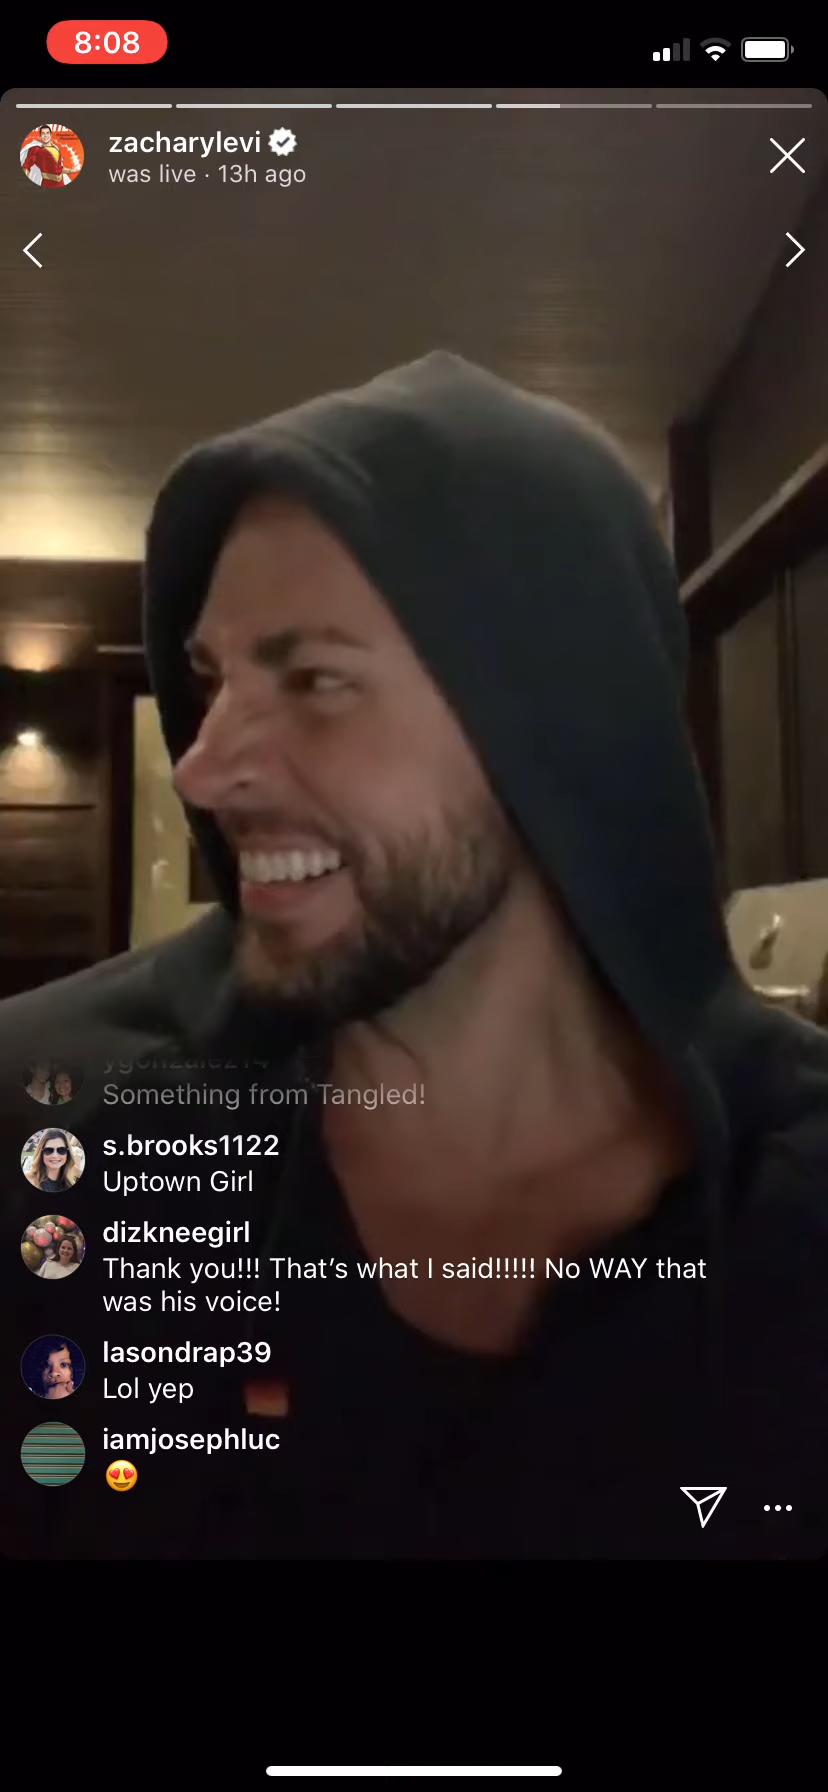 8:08
zacharylevi
was live · 13h ago
ygonzalez14
Something from Tangled!
s.brooks1122
Uptown Girl
dizkneegirl
Thank you!!! That’s what I said!!!!! No WAY that
was his voice!
lasondrap39
Lol yep
iamjosephluc
😍